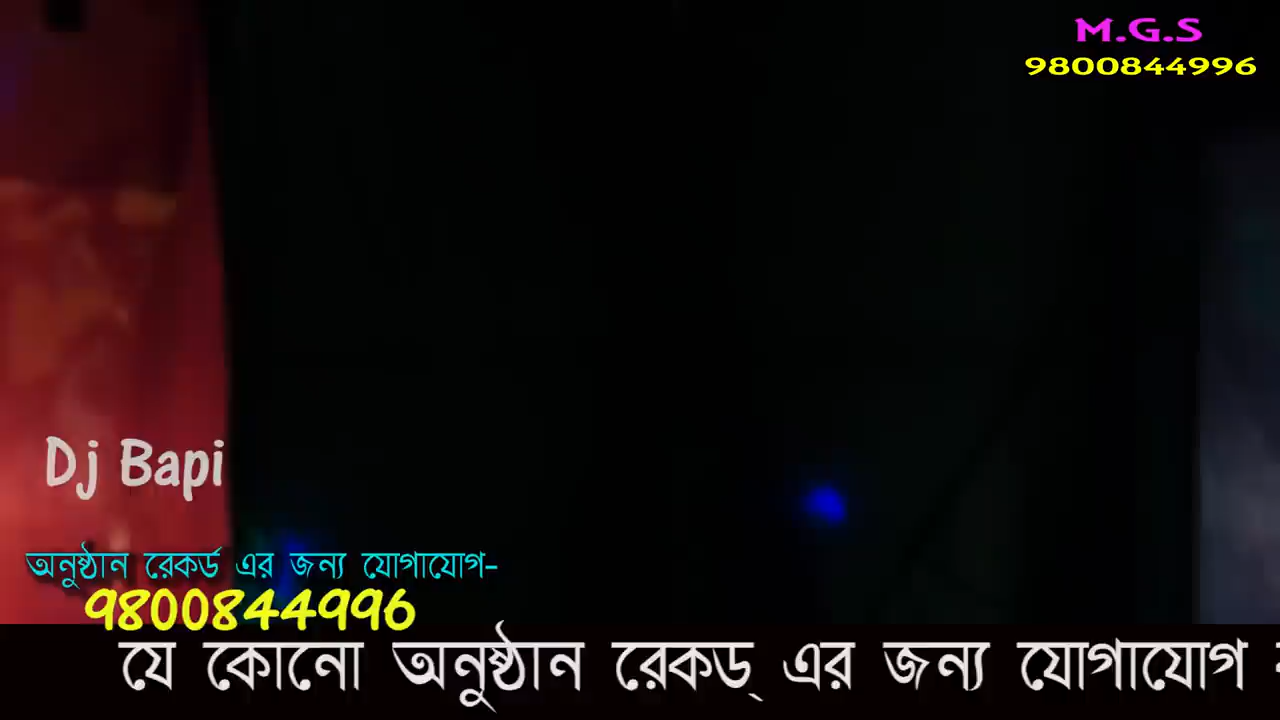 M.G.S
9800844996
Dj Bapi
অনুষ্ঠান রেকর্ড এর জন্য যোগাযোগ-
9800844996
যে কোনো অনুষ্ঠান রেকড্ এর জন্য যোগাযোগ